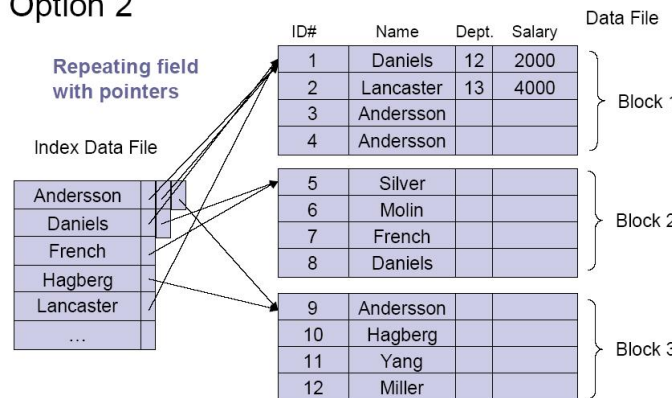 Option 2
Data File
ID# Name Dept. Salary
Repeating field
with pointers
Index Data File
Andersson
Daniels
French
Hagberg
Lancaster
...
1 Daniels 12 2000
2 Lancaster 13 4000
3 Andersson
4 Andersson
Block 1
5 Silver
6 Molin
7 French
8 Daniels
Block 2
9 Andersson
10 Hagberg
11 Yang
12 Miller
Block 3